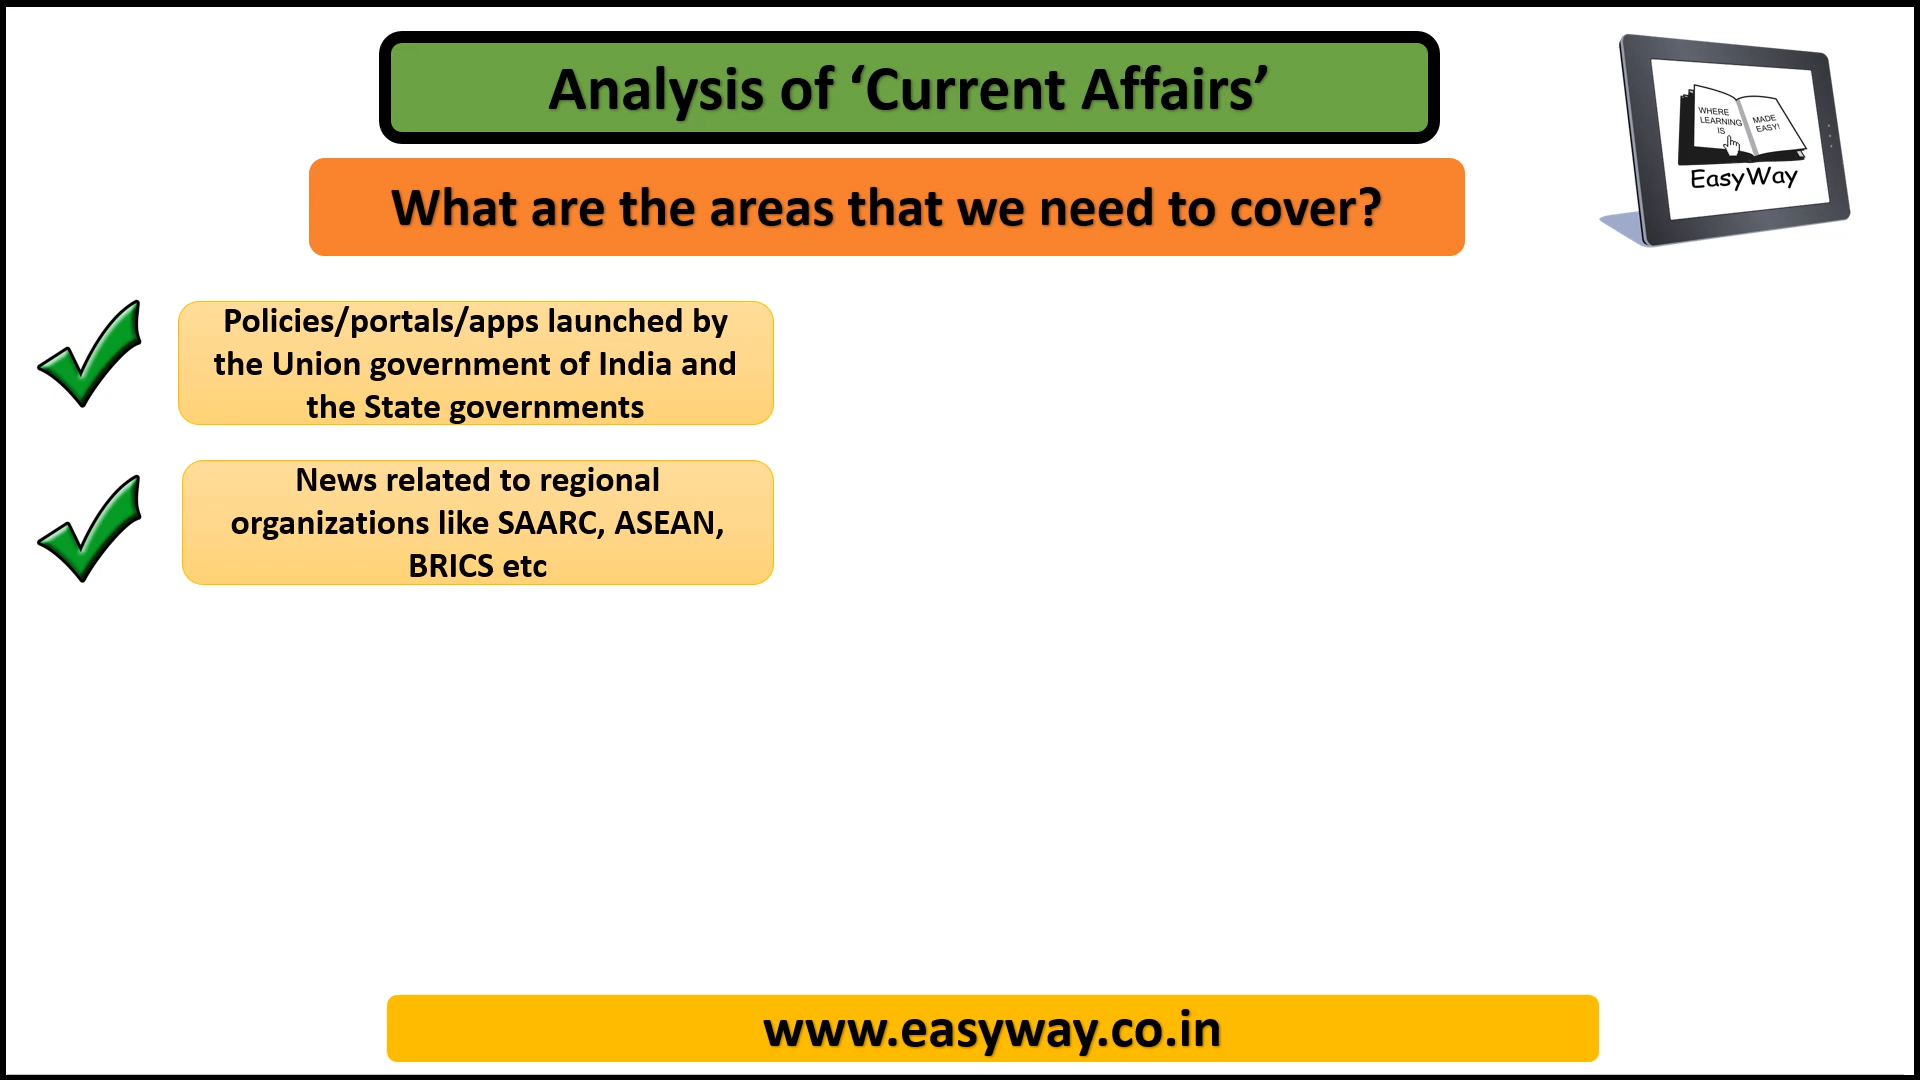 Analysis of ‘Current Affairs’
What are the areas that we need to cover?
WHERE
LEARNING
IS
MADE
EASY!
EasyWay
Policies/portals/apps launched by
the Union government of India and
the State governments
News related to regional
organizations like SAARC, ASEAN,
BRICS etc
www.easyway.co.in